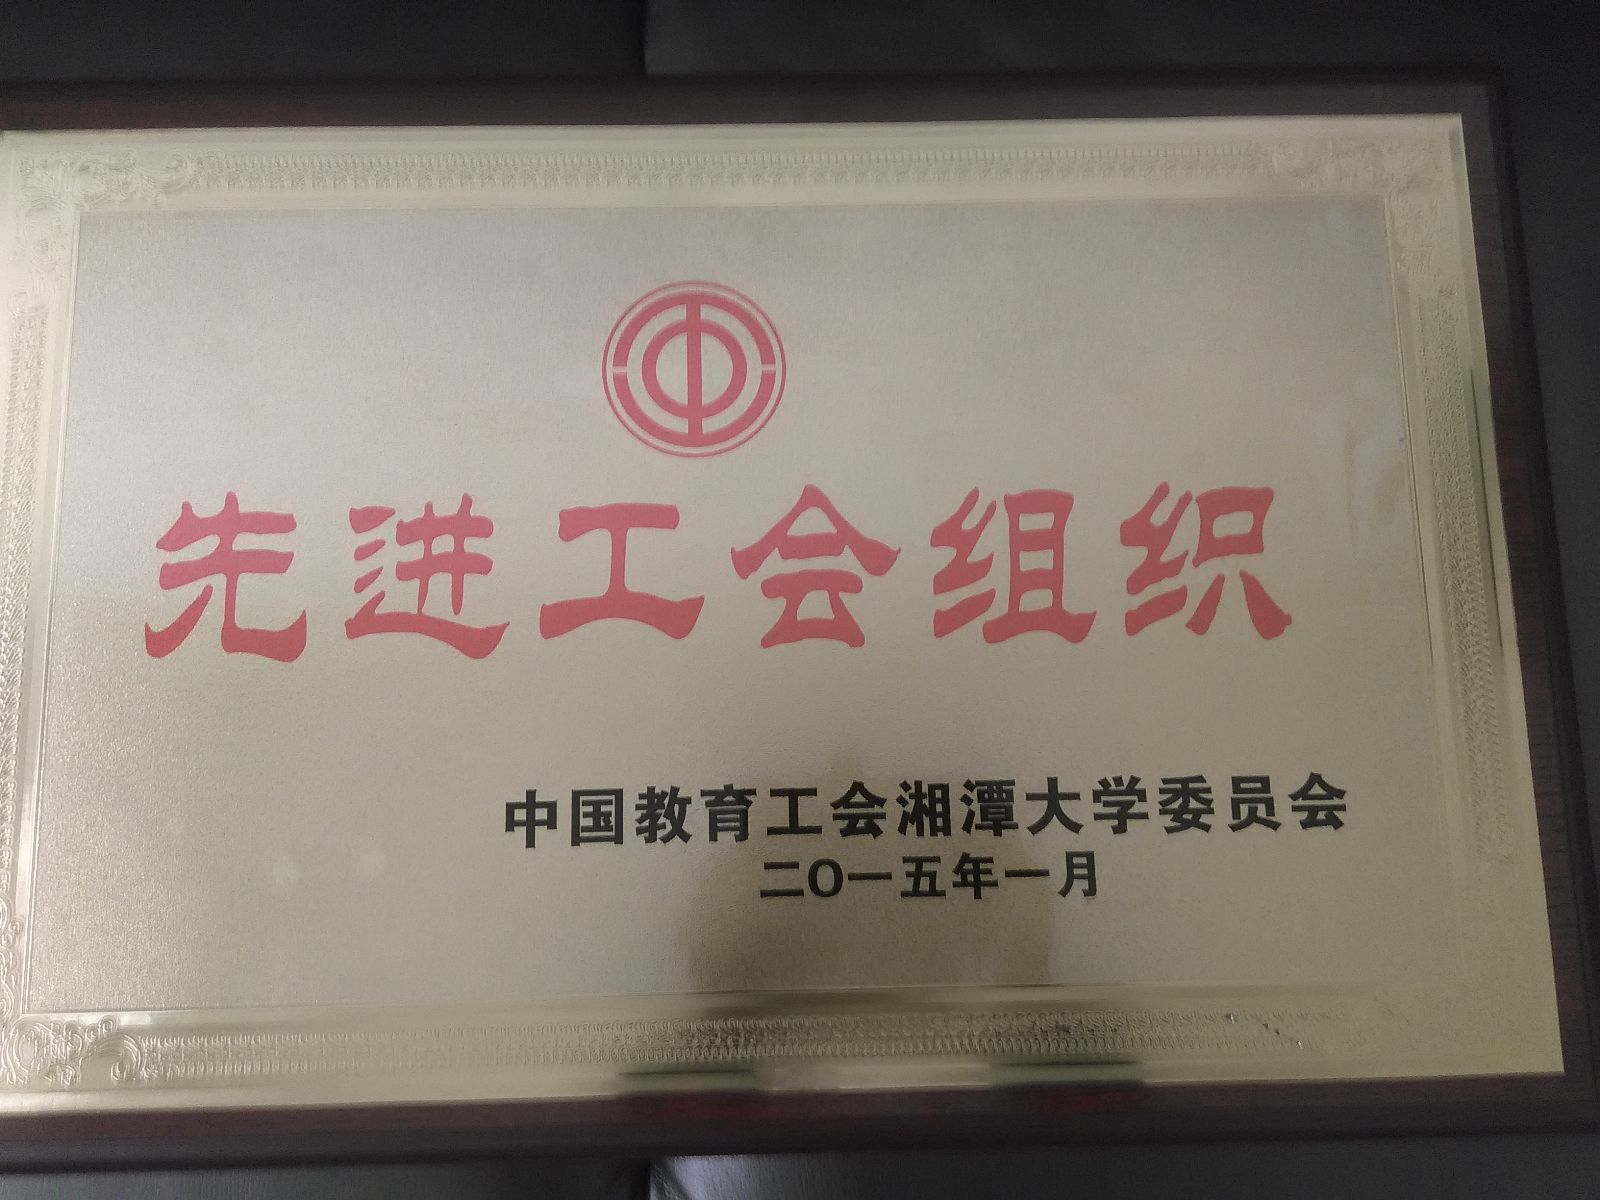 先进工会组织
中国教育工会湘潭大学委员会
二〇一五年一月